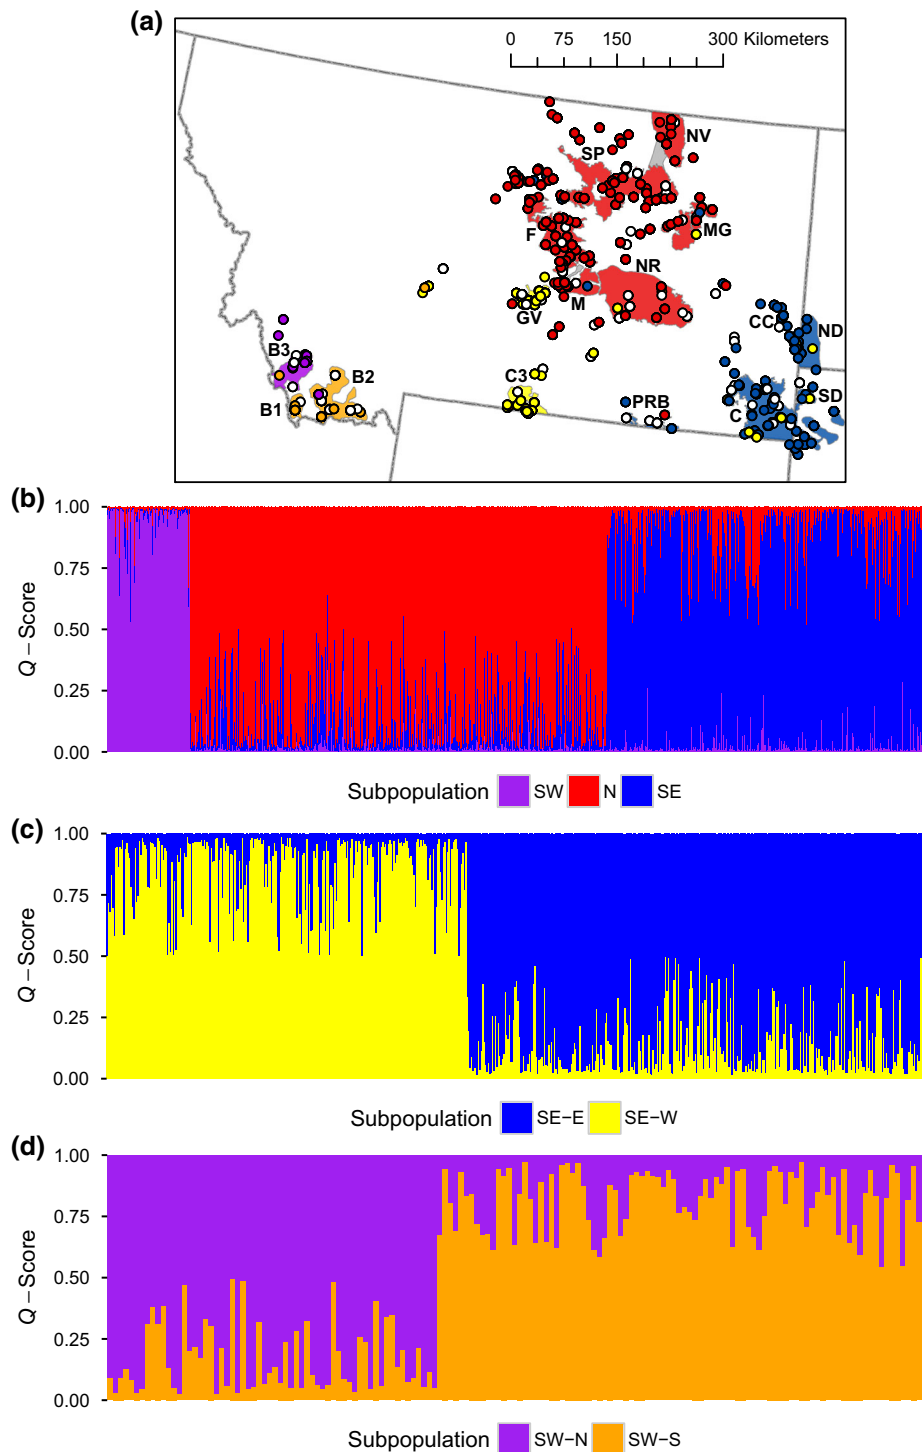 (a)
0 75 150 300 Kilometers
NV
SP
F
MG
NR
M
GV
CC
ND
B3
B2
C3
B1
PRB
C
SD
(b)
1.00
0.75
0.50
0.25
0.00
Q – Score
Subpopulation SW N SE
(c)
1.00
0.75
0.50
0.25
0.00
Q – Score
Subpopulation SE−E SE−W
(d)
1.00
0.75
0.50
0.25
0.00
Q – Score
Subpopulation SW−N SW−S